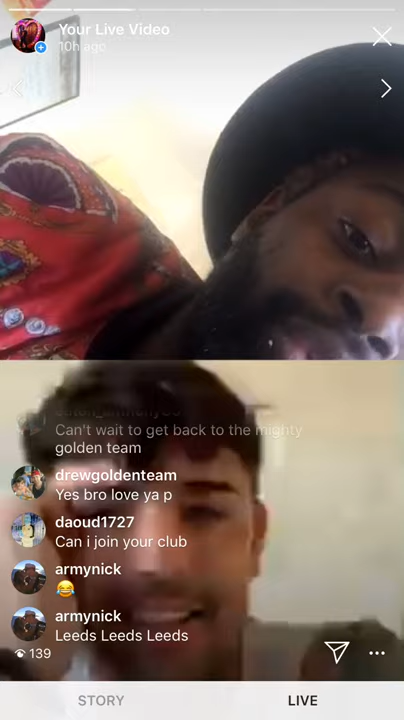 Your Live Video
10h ago
Can't wait to get back to the mighty
golden team
drewgoldenteam
Yes bro love ya p
daoud1727
Can i join your club
armynick
😂
armynick
Leeds Leeds Leeds
139
STORY
LIVE